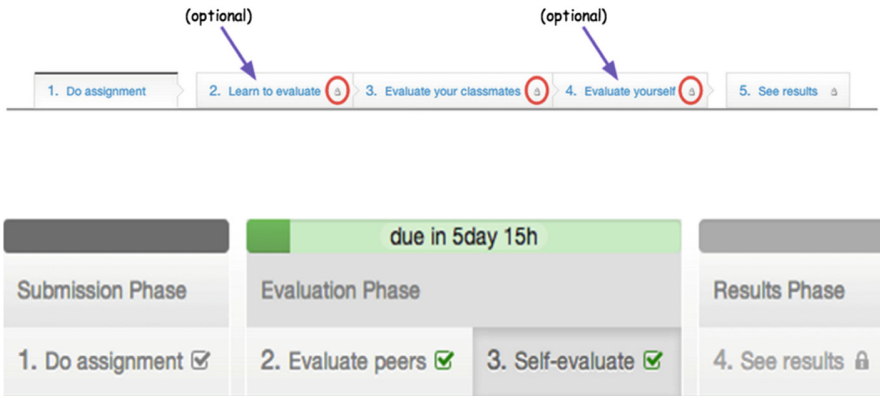 (optional) (optional)
1. Do assignment 2. Learn to evaluate 3. Evaluate your classmates 4. Evaluate yourself 5. See results
due in 5day 15h
Submission Phase Evaluation Phase Results Phase
1. Do assignment 2. Evaluate peers 3. Self-evaluate 4. See results